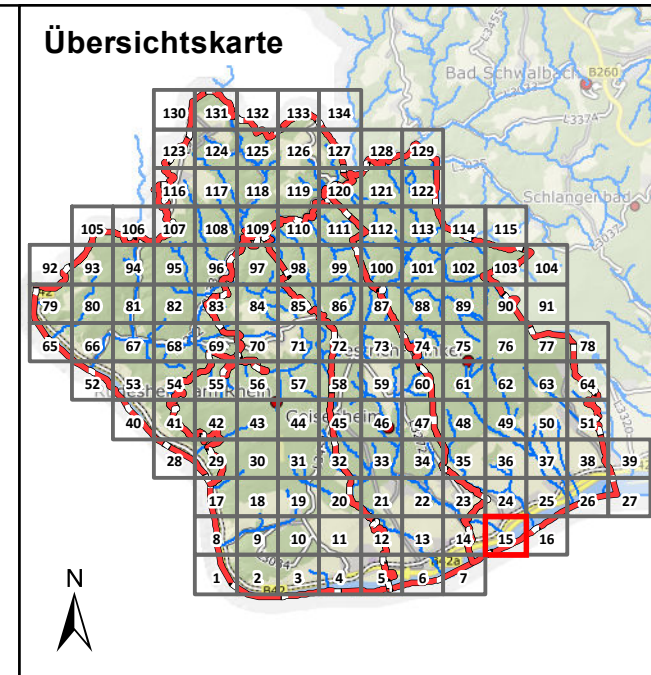 Übersichtskarte
Bad Schwalbach
B260
L3455
L3374
L3035
Schlangenbad
L3037
130 131 132 133 134
123 124 125 126 127 128 129
116 117 118 119 120 121 122
105 106 107 108 109 110 111 112 113 114 115
92 93 94 95 96 97 98 99 100 101 102 103 104
79 80 81 82 83 84 85 86 87 88 89 90 91
65 66 67 68 69 70 71 72 73 74 75 76 77 78
52 53 54 55 56 57 58 59 60 61 62 63 64
40 41 42 43 44 45 46 47 48 49 50 51
Geisenheim
L3320
28 29 30 31 32 33 34 35 36 37 38 39
17 18 19 20 21 22 23 24 25 26 27
8 9 10 11 12 13 14 15 16
L3034
B42a
1 2 3 4 5 6 7
B42
N